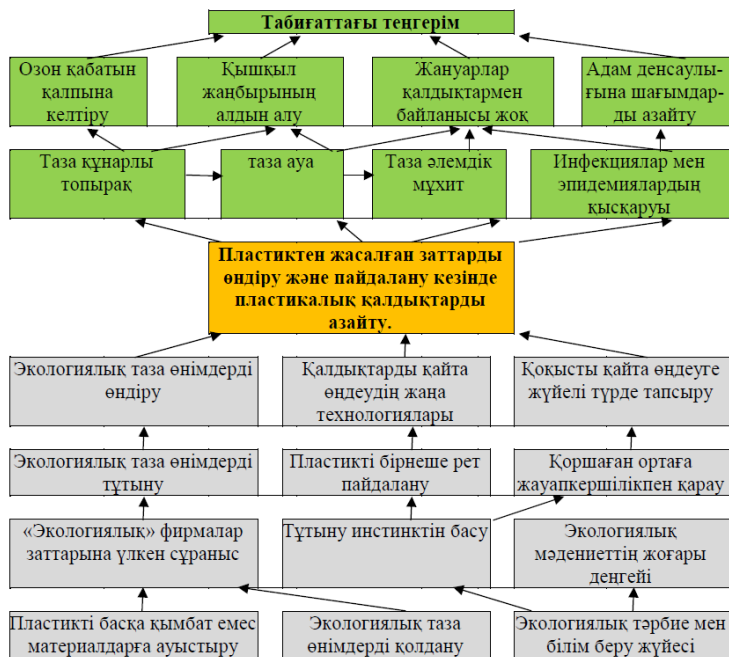 Табиғаттағы теңгерім
Озон қабатын
қалпына
келтіру
Қышқыл
жаңбырының
алдын алу
Жануарлар
қалдықтармен
байланысы жоқ
Адам денсаулы-
ғына шағымдар-
ды азайту
Таза құнарлы
топырақ
таза ауа
Таза әлемдік
мұхит
Инфекциялар мен
эпидемиялардың
қысқаруы
Пластиктен жасалған заттарды
өндіру және пайдалану кезінде
пластикалық қалдықтарды
азайту.
Экологиялық таза өнімдерді
өндіру
Қалдықтарды қайта
өңдеудің жаңа
технологиялары
Қоқысты қайта өңдеуге
жүйелі түрде тапсыру
Экологиялық таза өнімдерді
тұтыну
Пластикті бірнеше рет
пайдалану
Қоршаған ортаға
жауапкершілікпен қарау
«Экологиялық» фирмалар
заттарына үлкен сұраныс
Тұтыну инстинктін басу
Экологиялық
мәдениеттің жоғары
деңгейі
Пластикті басқа қымбат емес
материалдарға ауыстыру
Экологиялық таза
өнімдерді қолдану
Экологиялық тәрбие мен
білім беру жүйесі